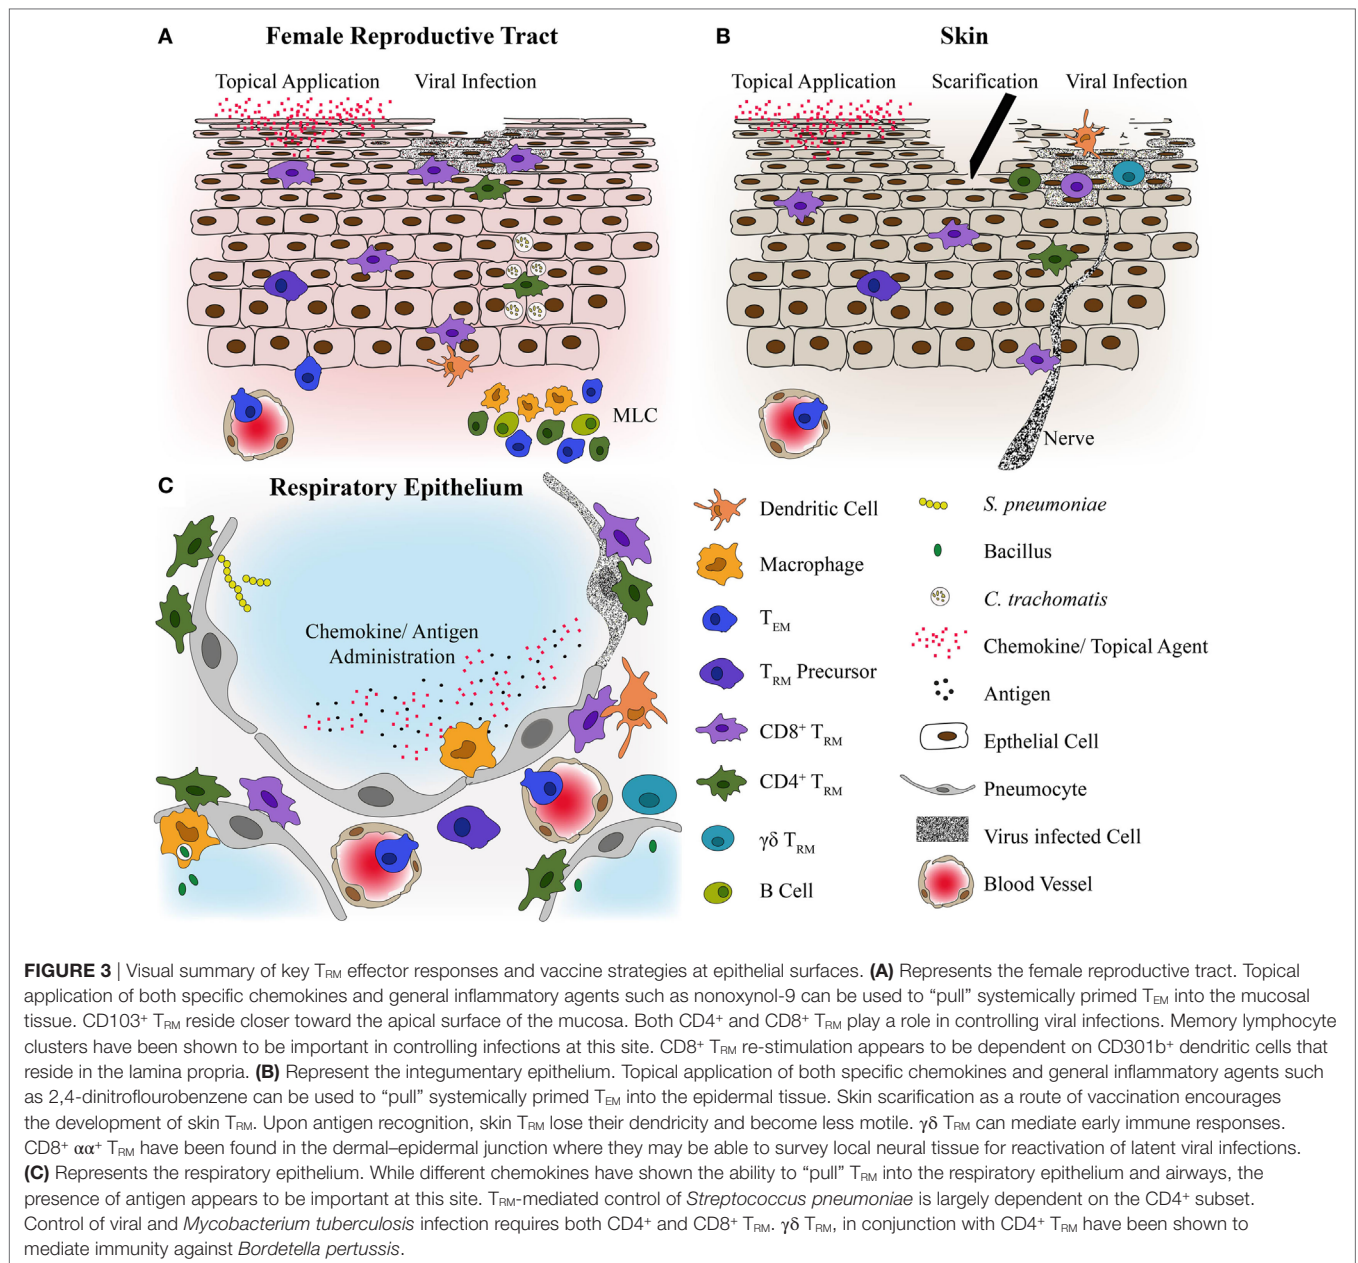 A Female Reproductive Tract
Topical Application Viral Infection
MLC
B Skin
Topical Application Scarification Viral Infection
Nerve
C Respiratory Epithelium
Chemokine/ Antigen
Administration
Dendritic Cell
Macrophage
TEM
TRM Precursor
CD8+ TRM
CD4+ TRM
γδ TRM
B Cell
S. pneumoniae
Bacillus
C. trachomatis
Chemokine/ Topical Agent
Antigen
Epthelial Cell
Pneumocyte
Virus infected Cell
Blood Vessel
FIGURE 3 | Visual summary of key TRM effector responses and vaccine strategies at epithelial surfaces. (A) Represents the female reproductive tract. Topical
application of both specific chemokines and general inflammatory agents such as nonoxynol-9 can be used to “pull” systemically primed TEM into the mucosal
tissue. CD103+ TRM reside closer toward the apical surface of the mucosa. Both CD4+ and CD8+ TRM play a role in controlling viral infections. Memory lymphocyte
clusters have been shown to be important in controlling infections at this site. CD8+ TRM re-stimulation appears to be dependent on CD301b+ dendritic cells that
reside in the lamina propria. (B) Represent the integumentary epithelium. Topical application of both specific chemokines and general inflammatory agents such
as 2,4-dinitroflourobenzene can be used to “pull” systemically primed TEM into the epidermal tissue. Skin scarification as a route of vaccination encourages
the development of skin TRM. Upon antigen recognition, skin TRM lose their dendricity and become less motile. γδ TRM can mediate early immune responses.
CD8+ αα+ TRM have been found in the dermal–epidermal junction where they may be able to survey local neural tissue for reactivation of latent viral infections.
(C) Represents the respiratory epithelium. While different chemokines have shown the ability to “pull” TRM into the respiratory epithelium and airways, the
presence of antigen appears to be important at this site. TRM-mediated control of Streptococcus pneumoniae is largely dependent on the CD4+ subset.
Control of viral and Mycobacterium tuberculosis infection requires both CD4+ and CD8+ TRM. γδ TRM, in conjunction with CD4+ TRM have been shown to
mediate immunity against Bordetella pertussis.